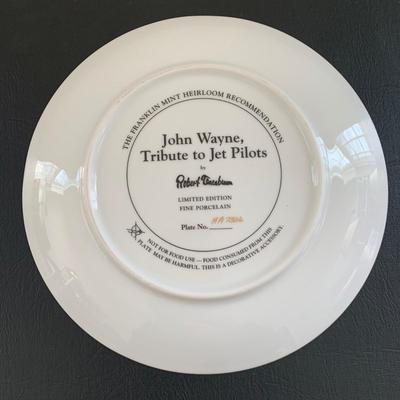 THE FRANKLIN MINT HEIRLOOM RECOMMENDATION
John Wayne,
Tribute to Jet Pilots
by
Robert Tanenbaum
LIMITED EDITION
FINE PORCELAIN
Plate No.
NOT FOR FOOD USE — FOOD CONSUMED FROM THIS
PLATE MAY BE HARMFUL. THIS IS A DECORATIVE ACCESSORY.